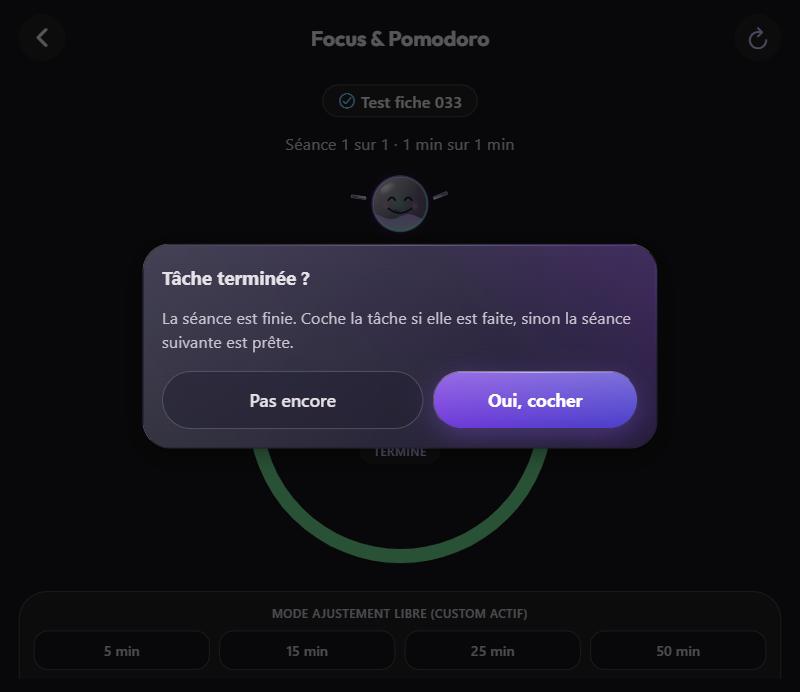 Focus & Pomodoro
Test fiche 033
Séance 1 sur 1 · 1 min sur 1 min
Tâche terminée ?
La séance est finie. Coche la tâche si elle est faite, sinon la séance
suivante est prête.
Pas encore
Oui, cocher
TERMINÉ
MODE AJUSTEMENT LIBRE (CUSTOM ACTIF)
5 min
15 min
25 min
50 min